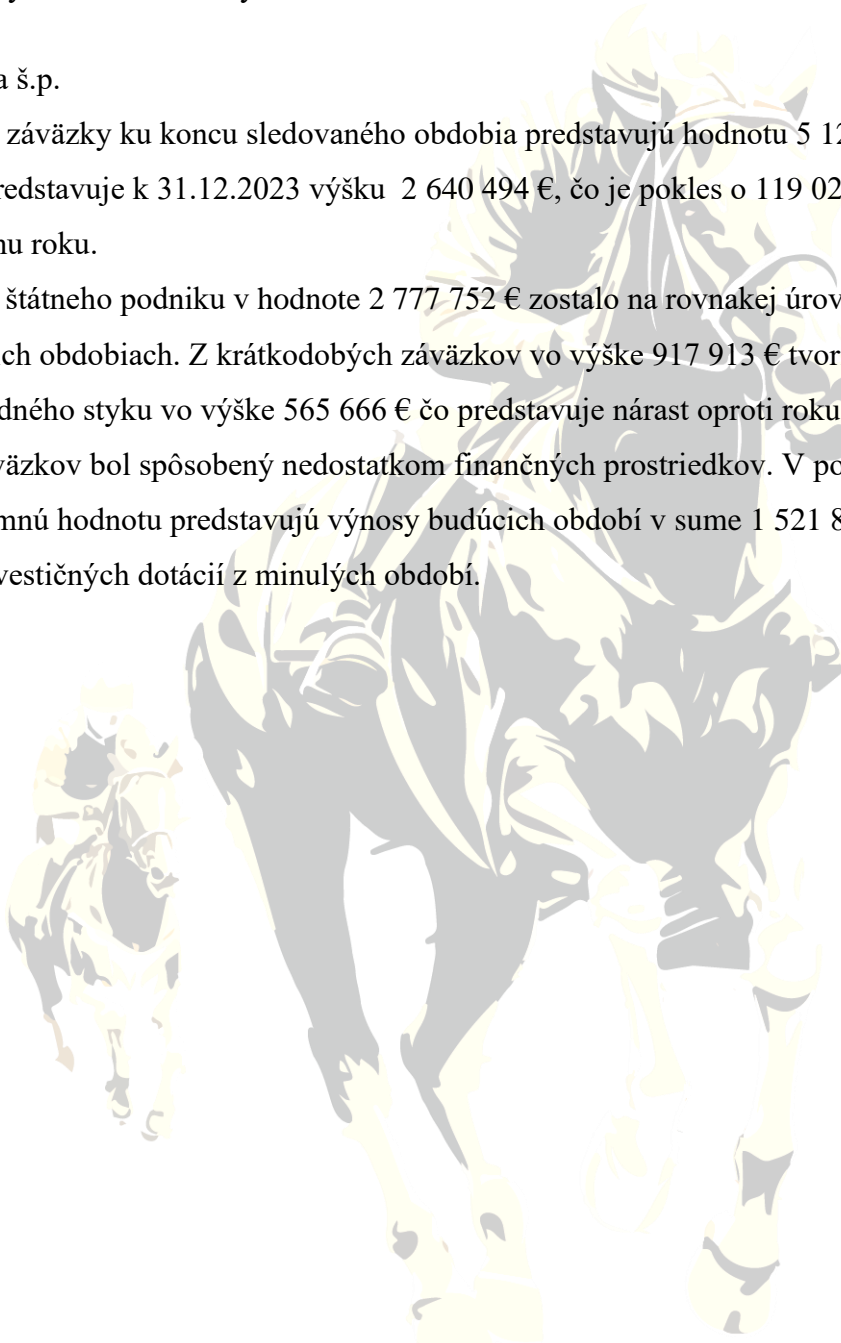 a š.p.
záväzky ku koncu sledovaného obdobia predstavujú hodnotu 5 12
redstavuje k 31.12.2023 výšku 2 640 494 €, čo je pokles o 119 02
nu roku.
štátneho podniku v hodnote 2 777 752 € zostalo na rovnakej úrov
ich obdobiach. Z krátkodobých záväzkov vo výške 917 913 € tvor
dného styku vo výške 565 666 € čo predstavuje nárast oproti roku
väzkov bol spôsobený nedostatkom finančných prostriedkov. V po
mnú hodnotu predstavujú výnosy budúcich období v sume 1 521 8
vestičných dotácií z minulých období.